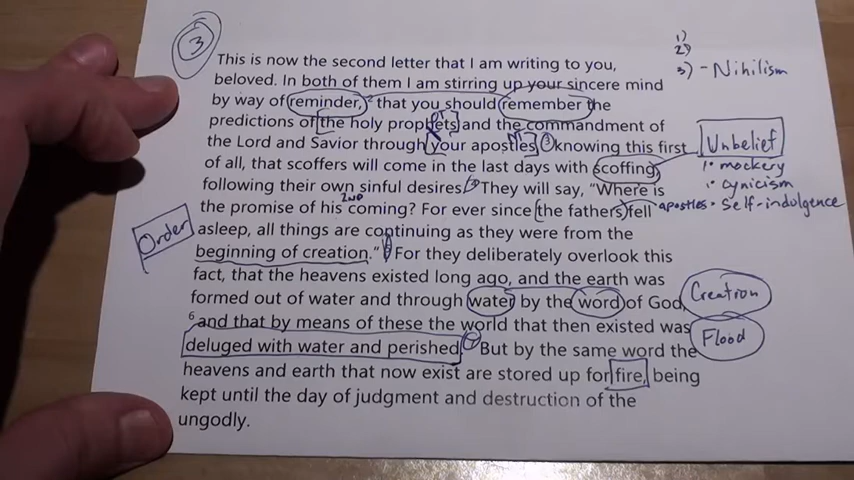 3
1)
2)
3) - Nihilism
This is now the second letter that I am writing to you,
beloved. In both of them I am stirring up your sincere mind
by way of reminder, 2 that you should remember the
predictions of the holy prophets and the commandment of
OT
the Lord and Savior through your apostles, 3 knowing this first
NT
of all, that scoffers will come in the last days with scoffing,
following their own sinful desires. 4 They will say, "Where is
the promise of his coming? For ever since the fathers fell
2ND
asleep, all things are continuing as they were from the
beginning of creation." 5 For they deliberately overlook this
fact, that the heavens existed long ago, and the earth was
formed out of water and through water by the word of God,
6 and that by means of these the world that then existed was
deluged with water and perished. 7 But by the same word the
heavens and earth that now exist are stored up for fire, being
kept until the day of judgment and destruction of the
ungodly.
Unbelief
1. mockery
. cynicism
apostles
. Self-indulgence
Order
Creation
Flood